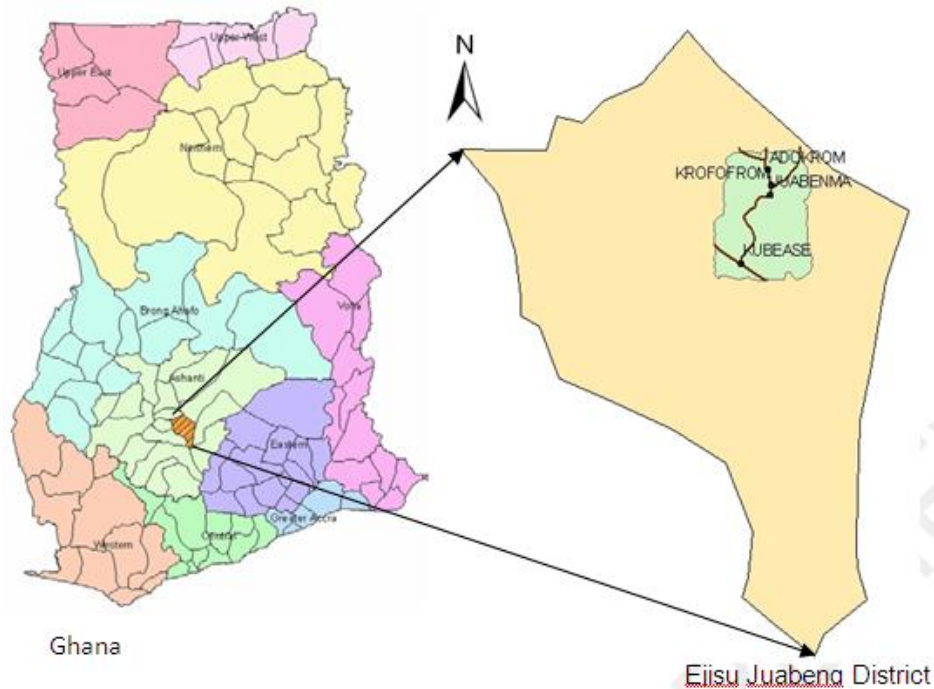 Upper West
Upper East
Northern
Brong Ahafo
Volta
Ashanti
Eastern
Greater Accra
Central
Western
Ghana
N
ADOKROM
KROFOFROM
JUABENMA
KUBEASE
Ejisu Juabeng District